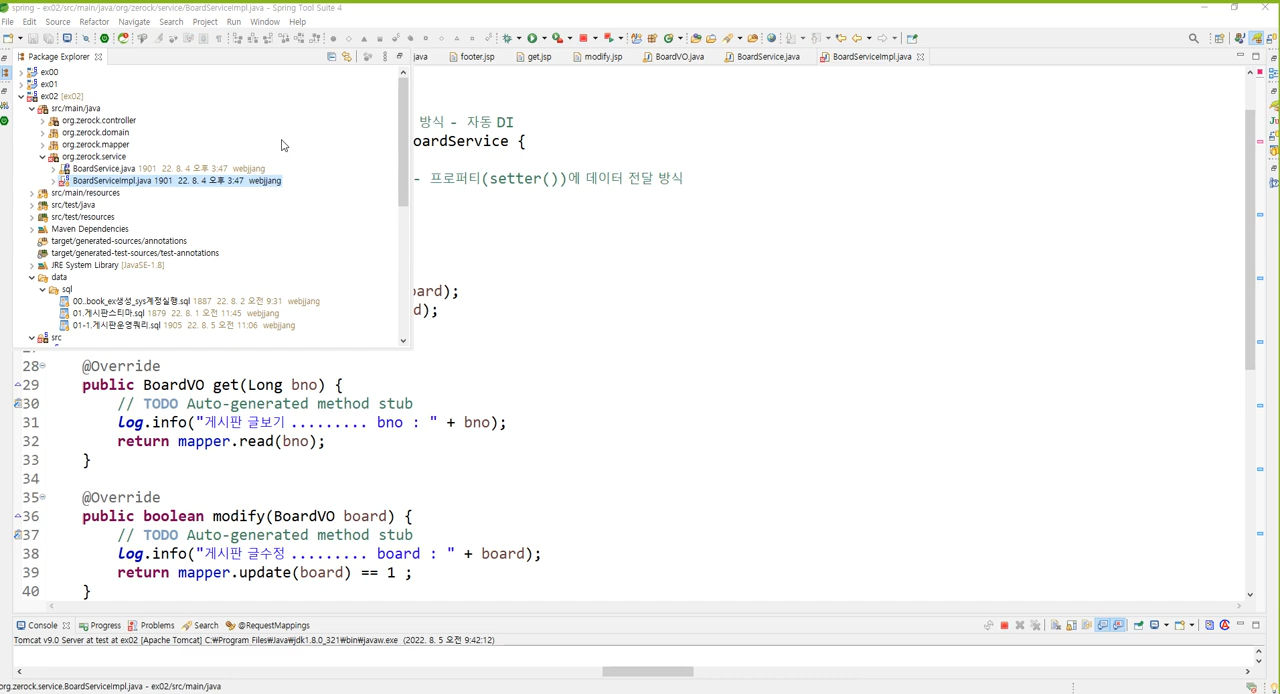 spring - ex02/src/main/java/org/zerock/service/BoardServiceImpl.java - Spring Tool Suite 4
File Edit Source Refactor Navigate Search Project Run Window Help
Package Explorer
java footer.jsp get.jsp modify.jsp BoardVO.java BoardService.java BoardServiceImpl.java
ex00
ex01
ex02 [ex02]
src/main/java
org.zerock.controller
org.zerock.domain
org.zerock.mapper
org.zerock.service
BoardService.java 1901 22. 8. 4 오후 3:47 webjjang
BoardServiceImpl.java 1901 22. 8. 4 오후 3:47 webjjang
src/main/resources
src/test/java
src/test/resources
Maven Dependencies
target/generated-sources/annotations
target/generated-test-sources/test-annotations
JRE System Library [JavaSE-1.8]
data
sql
00..book_ex생성_sys계정실행.sql 1887 22. 8. 2 오전 9:31 webjjang
01.게시판스티마.sql 1879 22. 8. 1 오전 11:45 webjjang
01-1.게시판운영쿼리.sql 1905 22. 8. 5 오전 11:06 webjjang
src
방식 - 자동 DI
oardService {
- 프로퍼티(setter())에 데이터 전달 방식
oard);
d);
28 @Override
29 public BoardVO get(Long bno) {
30 // TODO Auto-generated method stub
31 log.info("게시판 글보기 ......... bno : " + bno);
32 return mapper.read(bno);
33 }
34
35 @Override
36 public boolean modify(BoardVO board) {
37 // TODO Auto-generated method stub
38 log.info("게시판 글수정 ......... board : " + board);
39 return mapper.update(board) == 1 ;
40 }
Console Progress Problems Search @RequestMappings
Tomcat v9.0 Server at test at ex02 [Apache Tomcat] C:₩Program Files₩Java₩jdk1.8.0_321₩bin₩javaw.exe (2022. 8. 5 오전 9:42:12)
org.zerock.service.BoardServiceImpl.java - ex02/src/main/java